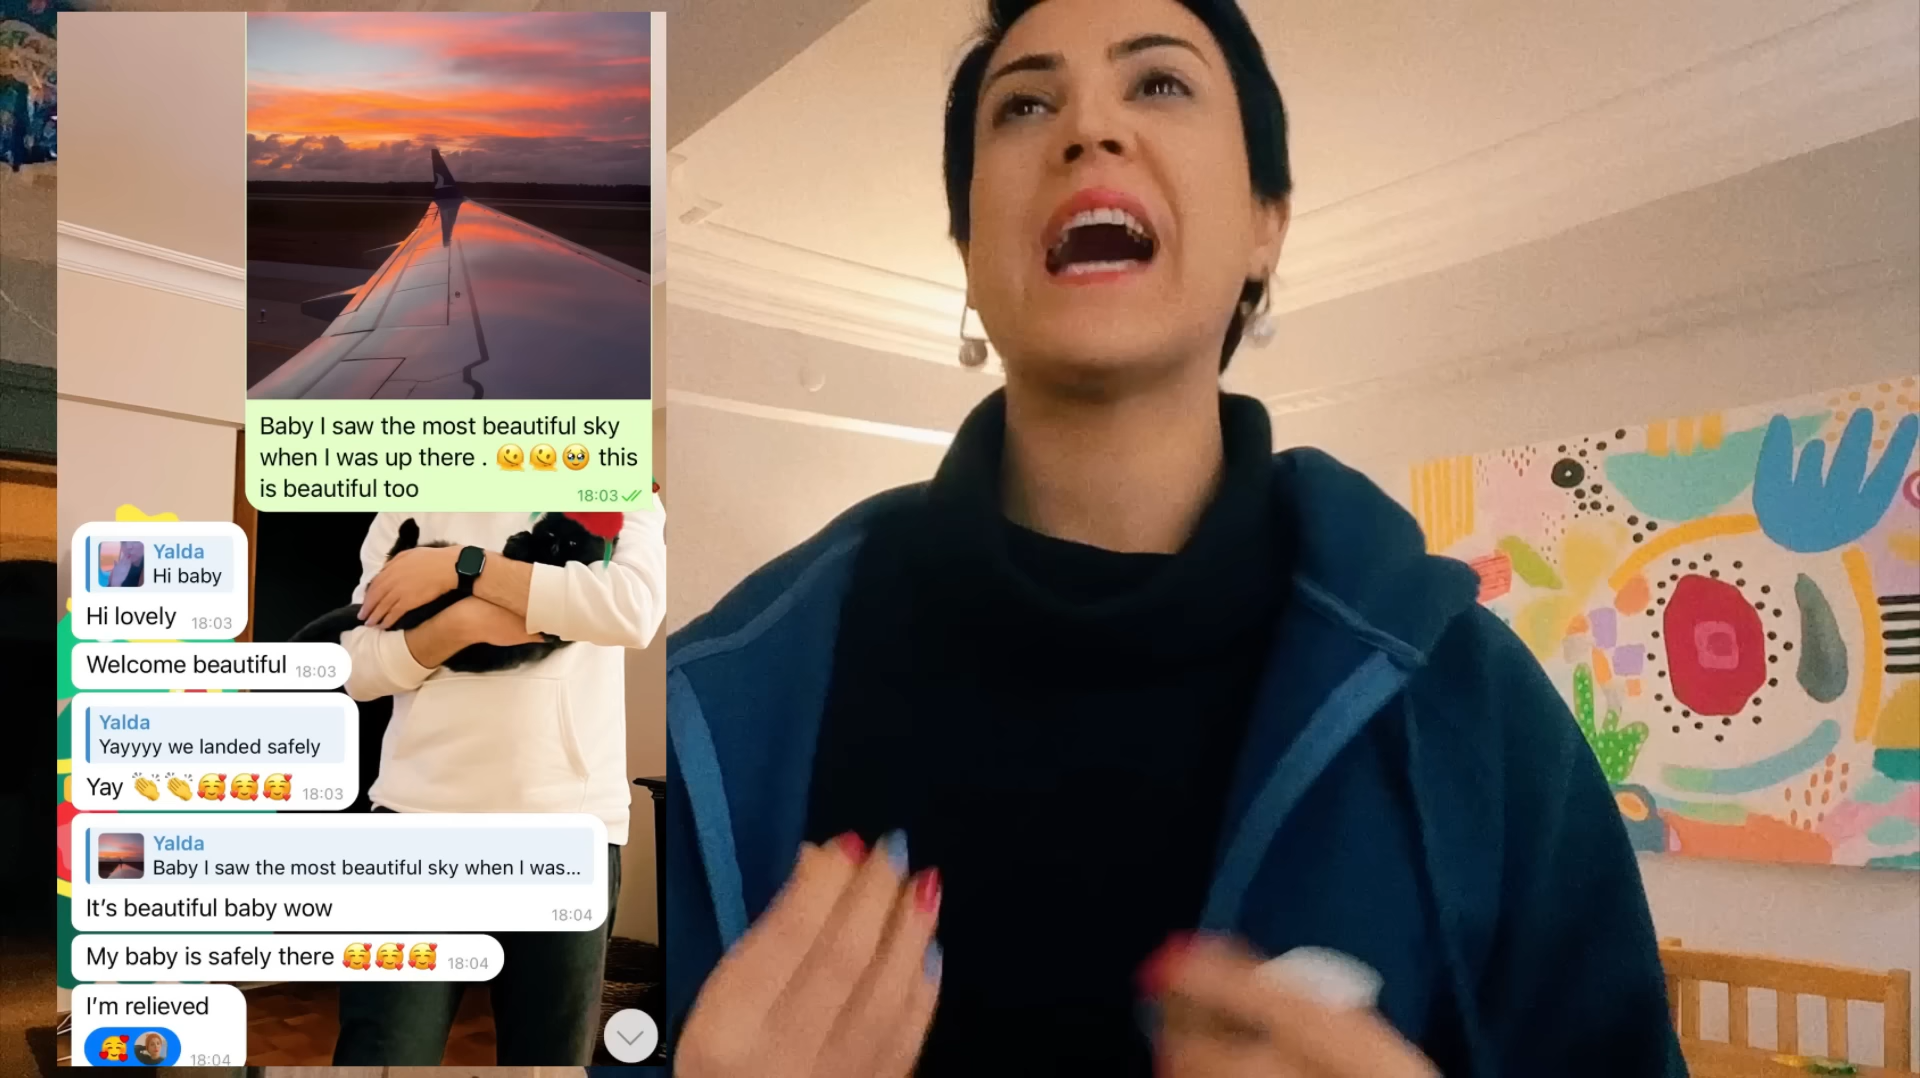 Baby I saw the most beautiful sky
when I was up there . 🫠🫠🥹 this
is beautiful too
18:03
Yalda
Hi baby
Hi lovely 18:03
Welcome beautiful 18:03
Yalda
Yayyyy we landed safely
Yay 👏👏🥰🥰🥰 18:03
Yalda
Baby I saw the most beautiful sky when I was...
It's beautiful baby wow 18:04
My baby is safely there 🥰🥰🥰 18:04
I'm relieved
🥰 18:04